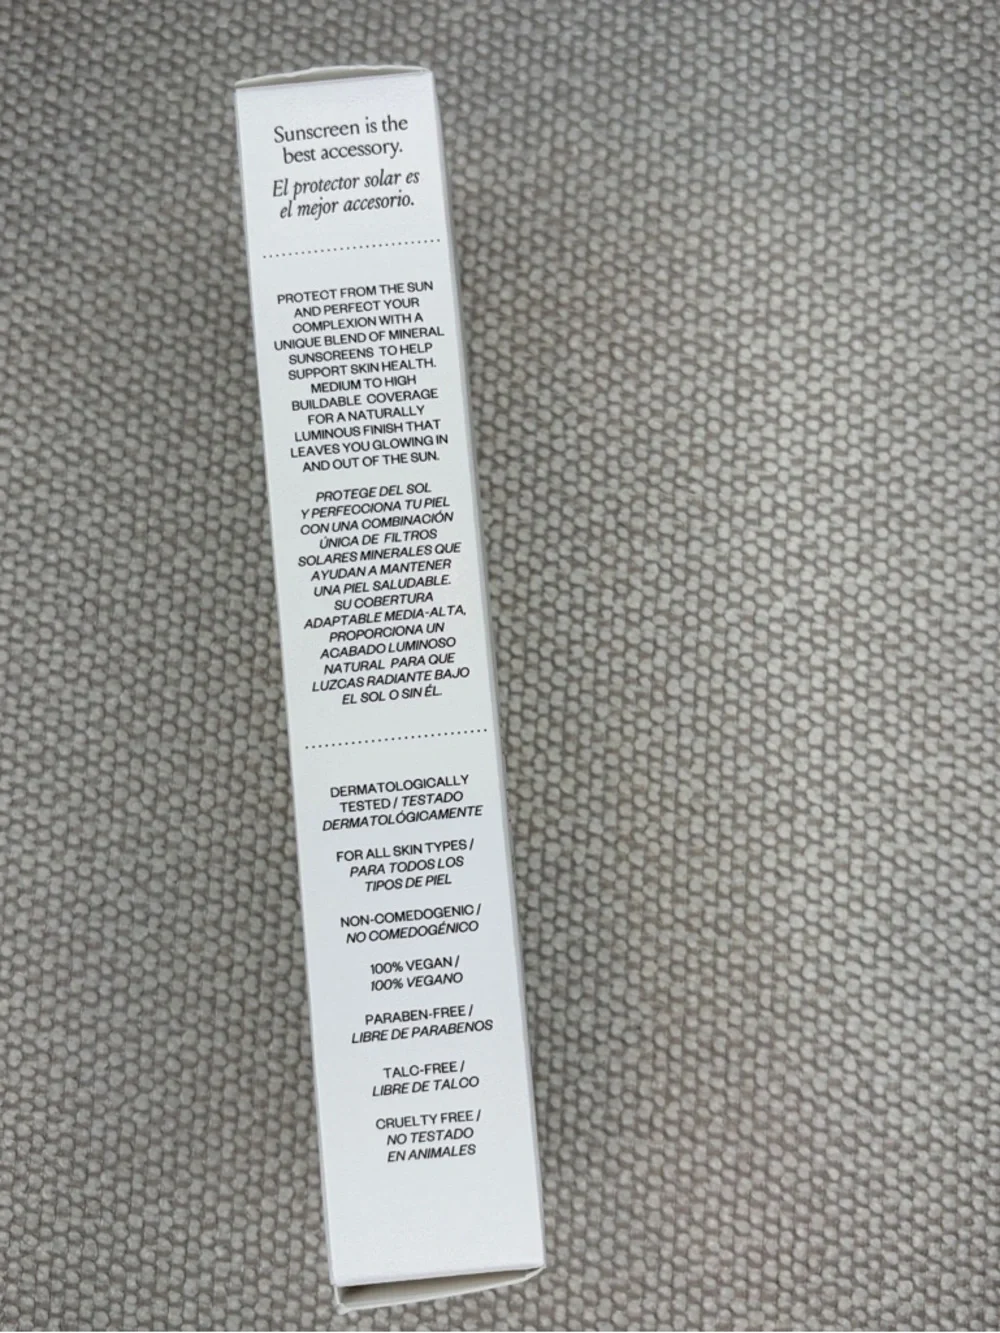 Sunscreen is the
best accessory.
El protector solar es
el mejor accesorio.
PROTECT FROM THE SUN
AND PERFECT YOUR
COMPLEXION WITH A
UNIQUE BLEND OF MINERAL
SUNSCREENS TO HELP
SUPPORT SKIN HEALTH.
MEDIUM TO HIGH
BUILDABLE COVERAGE
FOR A NATURALLY
LUMINOUS FINISH THAT
LEAVES YOU GLOWING IN
AND OUT OF THE SUN.
PROTEGE DEL SOL
Y PERFECCIONA TU PIEL
CON UNA COMBINACIÓN
ÚNICA DE FILTROS
SOLARES MINERALES QUE
AYUDAN A MANTENER
UNA PIEL SALUDABLE.
SU COBERTURA
ADAPTABLE MEDIA-ALTA,
PROPORCIONA UN
ACABADO LUMINOSO
NATURAL PARA QUE
LUZCAS RADIANTE BAJO
EL SOL O SIN ÉL.
DERMATOLOGICALLY
TESTED / TESTADO
DERMATOLÓGICAMENTE
FOR ALL SKIN TYPES /
PARA TODOS LOS
TIPOS DE PIEL
NON-COMEDOGENIC /
NO COMEDOGÉNICO
100% VEGAN /
100% VEGANO
PARABEN-FREE /
LIBRE DE PARABENOS
TALC-FREE /
LIBRE DE TALCO
CRUELTY FREE /
NO TESTADO
EN ANIMALES